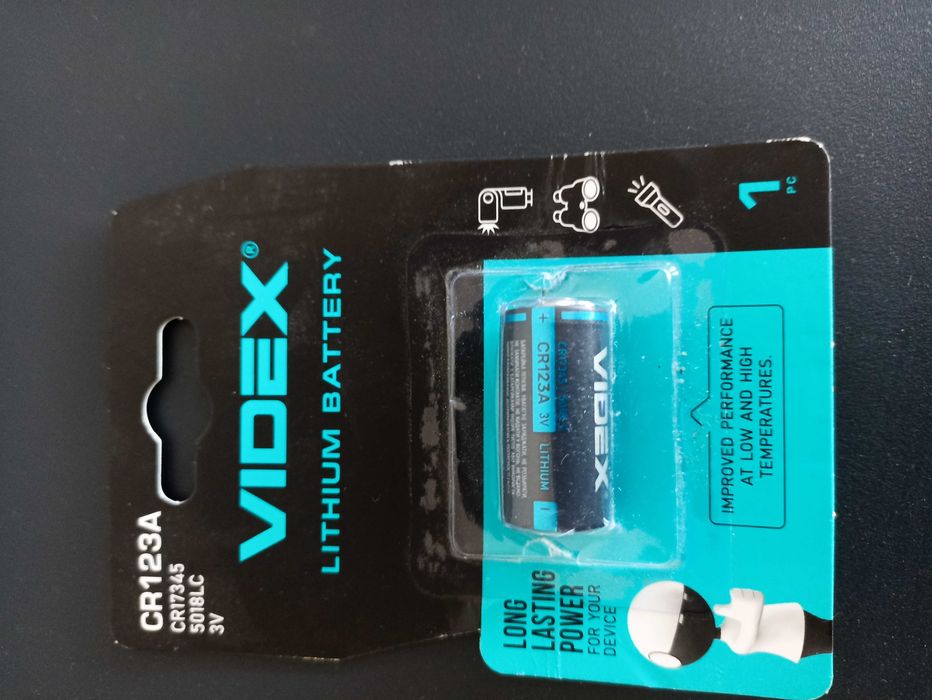 CR123A
CR17345
5018LC
3V
VIDEX®
LITHIUM BATTERY
1
PC
VIDEX
+ CR123A 3V LITHIUM -
IMPROVED PERFORMANCE
AT LOW AND HIGH
TEMPERATURES.
LONG
LASTING
POWER
FOR YOUR
DEVICE